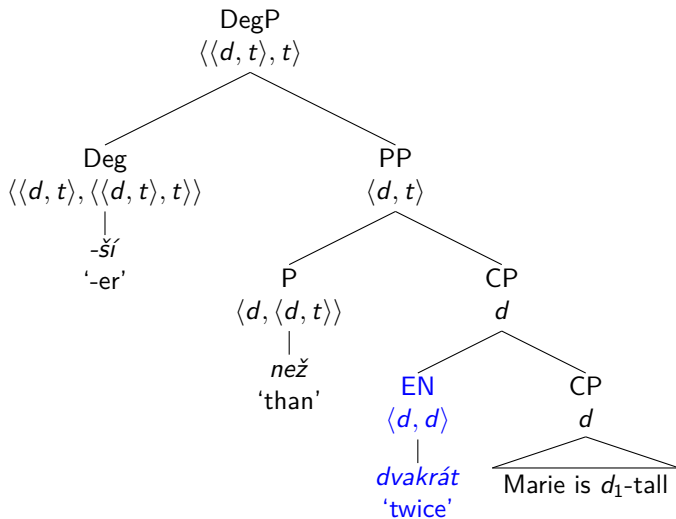 DegP
⟨⟨d, t⟩, t⟩
Deg PP
⟨⟨d, t⟩, ⟨⟨d, t⟩, t⟩⟩ ⟨d, t⟩
-ší
‘-er’
P CP
⟨d, ⟨d, t⟩⟩ d
než
‘than’
EN CP
⟨d, d⟩ d
dvakrát Marie is d₁-tall
‘twice’